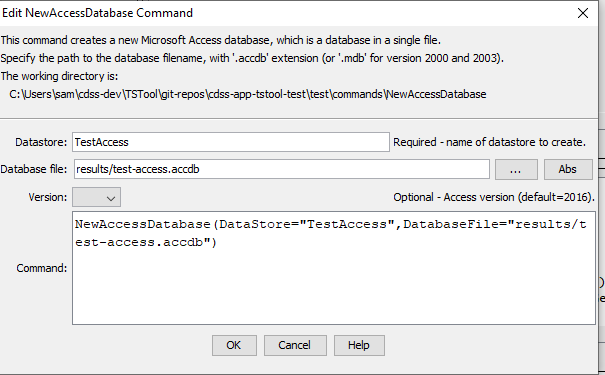 Edit NewAccessDatabase Command
This command creates a new Microsoft Access database, which is a database in a single file.
Specify the path to the database filename, with '.accdb' extension (or '.mdb' for version 2000 and 2003).
The working directory is:
C:\Users\sam\cdss-dev\TSTool\git-repos\cdss-app-tstool-test\test\commands\NewAccessDatabase
Datastore: TestAccess Required - name of datastore to create.
Database file: results/test-access.accdb ... Abs
Version: Optional - Access version (default=2016).
NewAccessDatabase(DataStore="TestAccess",DatabaseFile="results/t
est-access.accdb")
Command:
OK Cancel Help